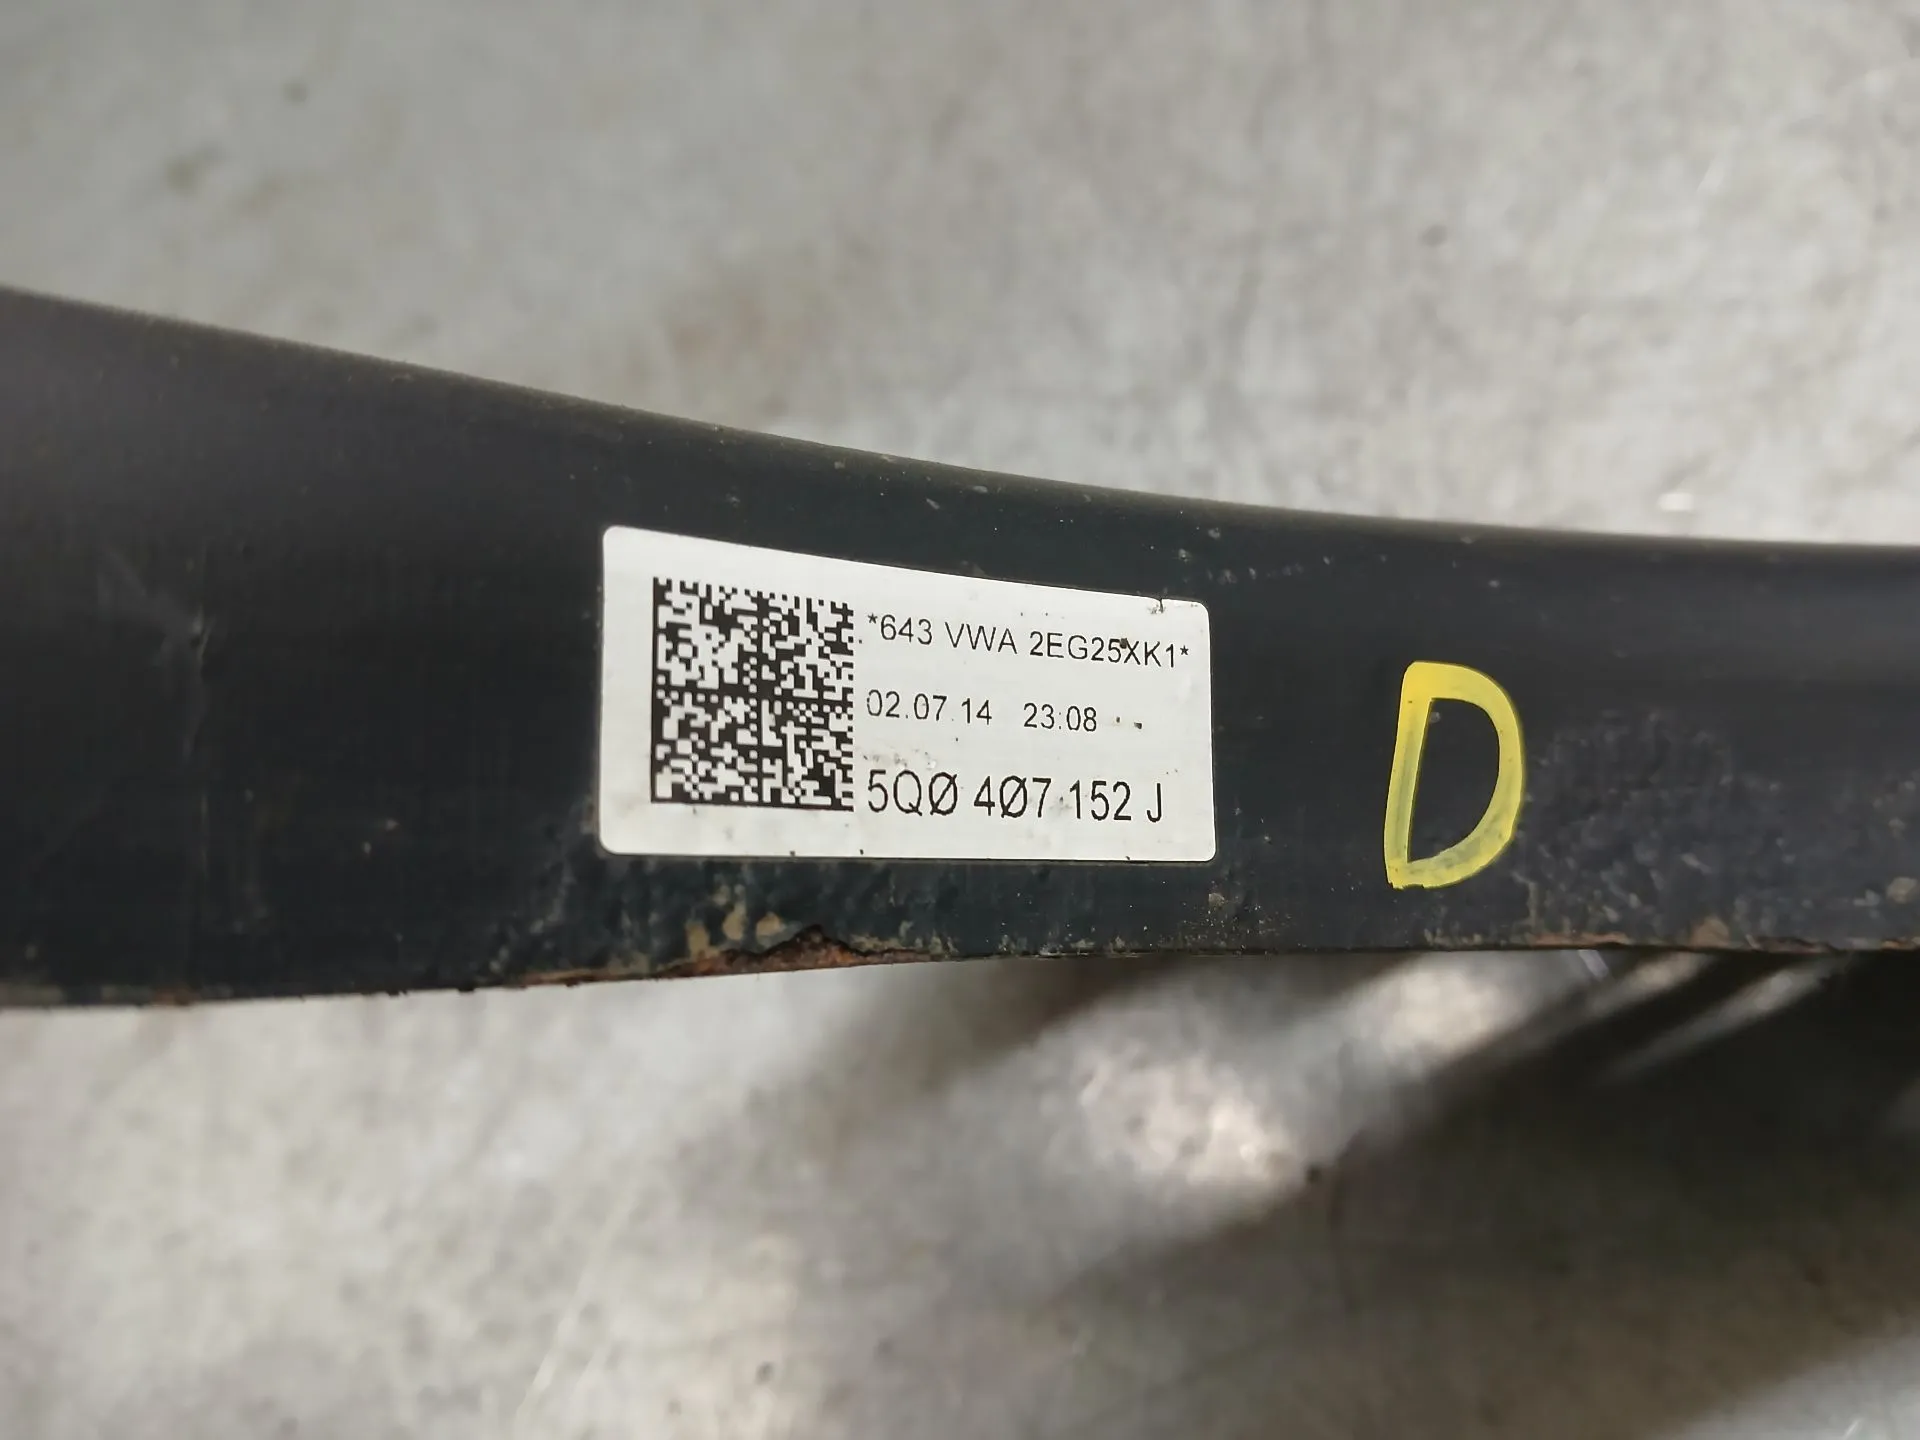 *643 VWA 2EG25XK1*
02.07.14 23:08
5QØ 4Ø7 152 J
D